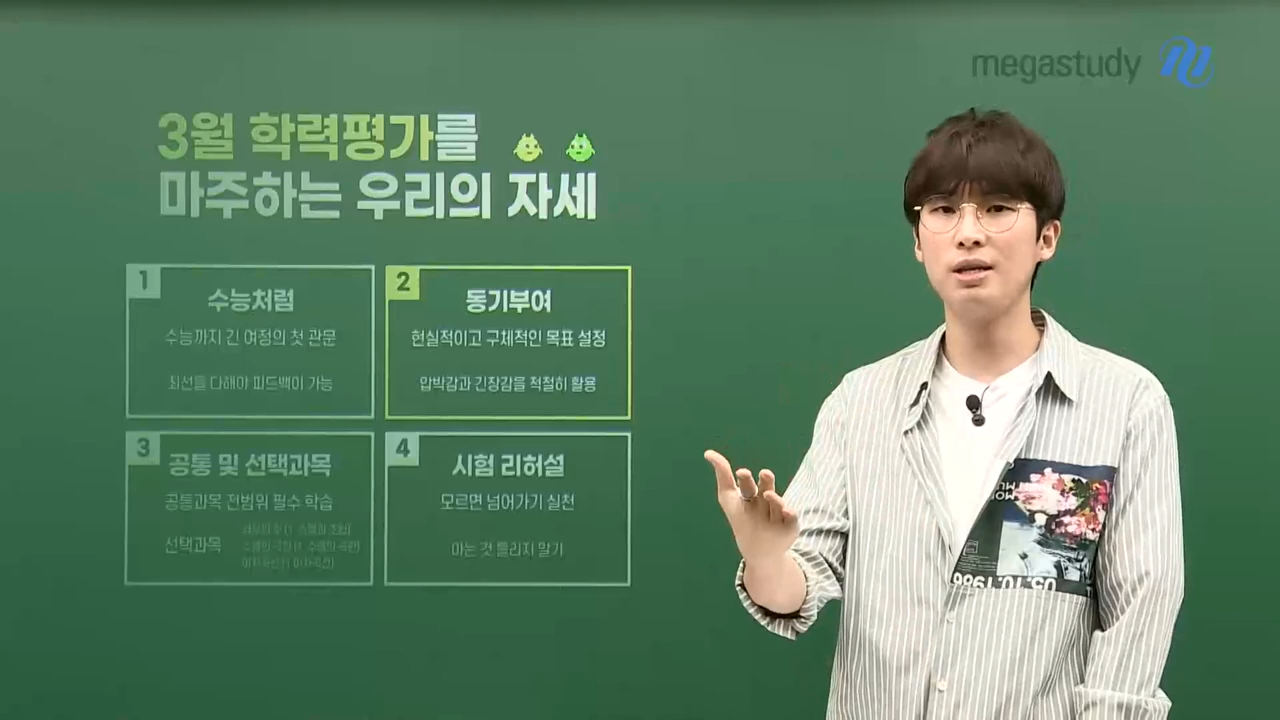 megastudy
3월 학력평가를
마주하는 우리의 자세
1
수능처럼
수능까지 긴 여정의 첫 관문
최선을 다해야 피드백이 가능
2
동기부여
현실적이고 구체적인 목표 설정
압박감과 긴장감을 적절히 활용
3
공통 및 선택과목
공통과목 전범위 필수 학습
선택과목
4
시험 리허설
모르면 넘어가기 실천
아는 것 틀리지 말기
03.10.1986